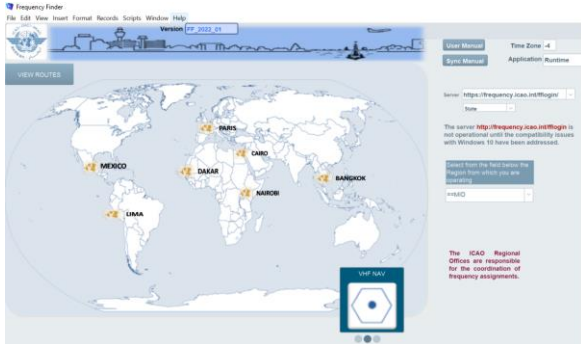 Frequency Finder
File Edit View Insert Format Records Scripts Window Help
Version FP_2022_01
User Manual Time Zone -4
Sync Manual Application Runtime
VIEW ROUTES
Server https://frequency.icao.int/fflogin/
State
The server http://frequency.icao.int/fflogin is
not operational until the compatibility issues
with Windows 10 have been addressed.
Select from the field below the
Region from which you are
operating
==MID
PARIS
CAIRO
MEXICO
DAKAR
BANGKOK
NAIROBI
LIMA
The ICAO Regional
Offices are responsible
for the coordination of
frequency assignments.
VHF NAV